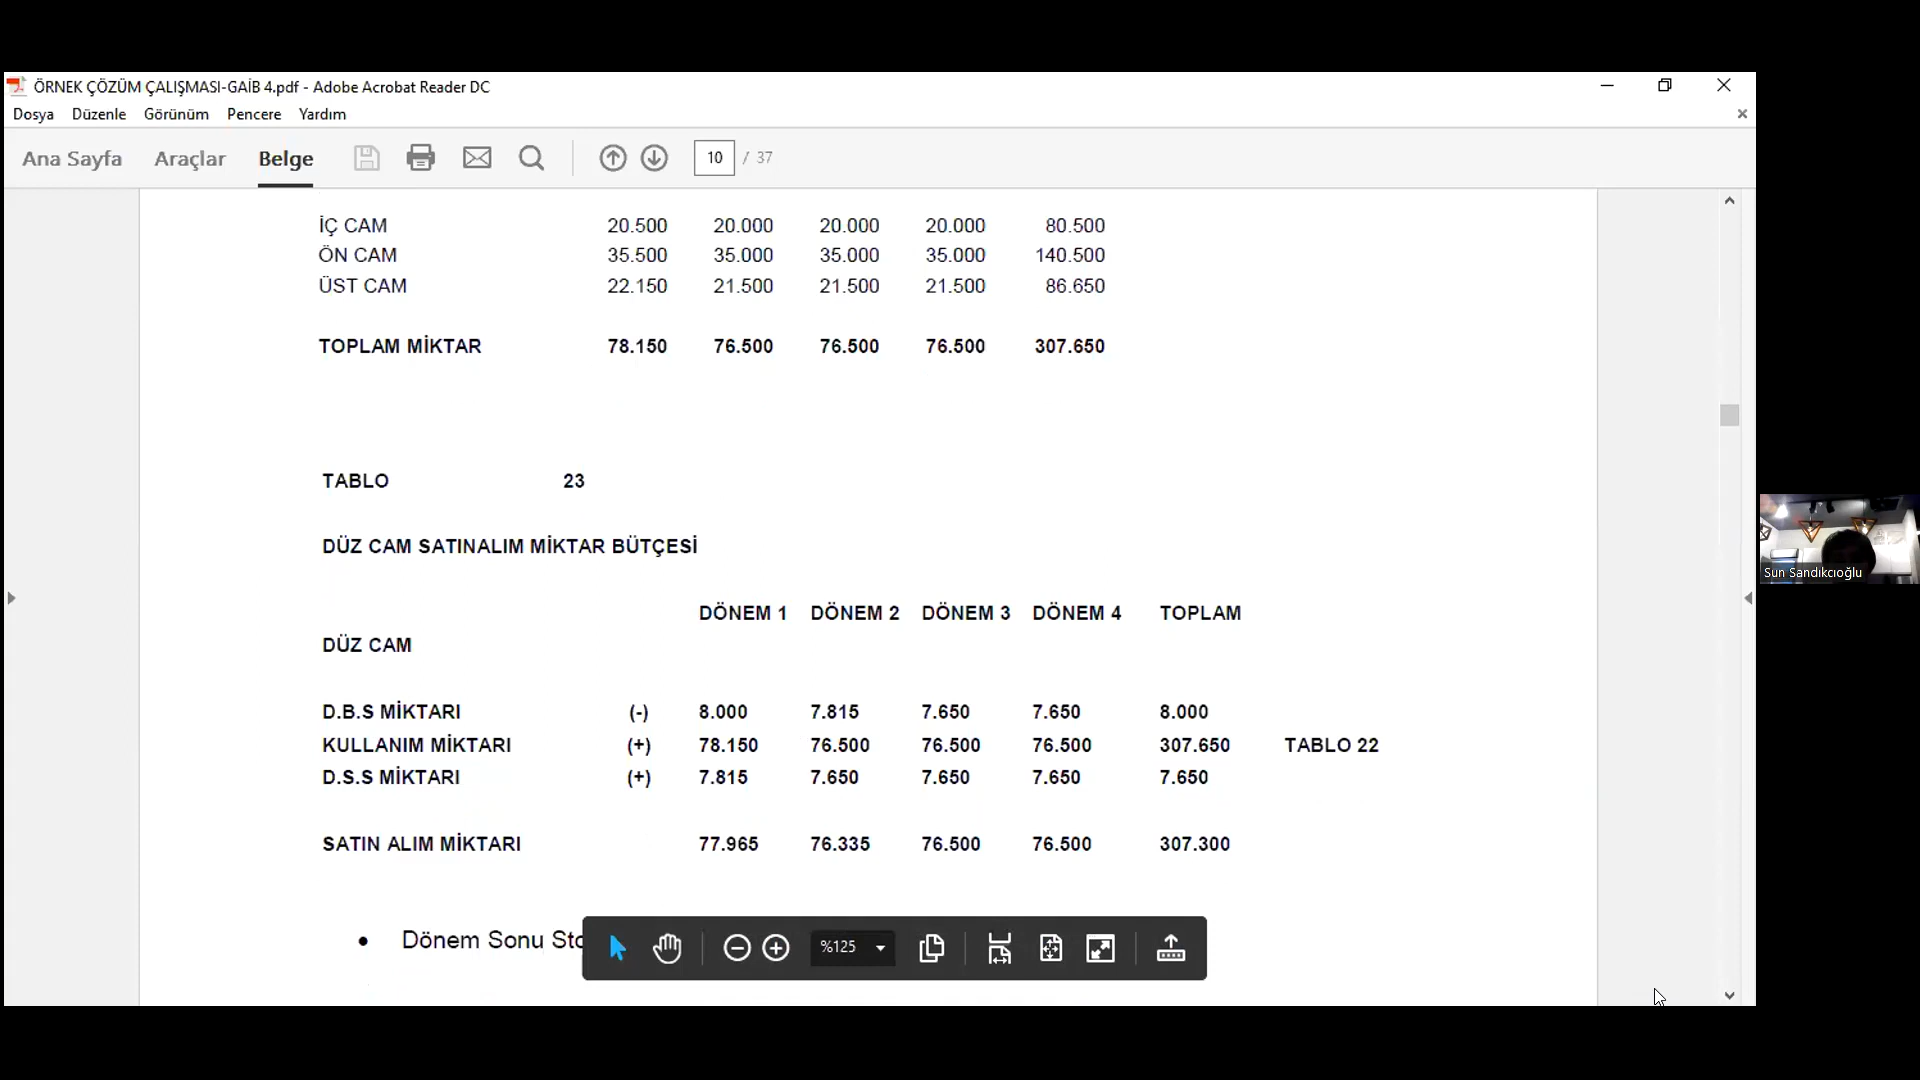 ÖRNEK ÇÖZÜM ÇALIŞMASI-GAİB 4.pdf - Adobe Acrobat Reader DC
Dosya Düzenle Görünüm Pencere Yardım
Ana Sayfa Araçlar Belge 10 / 37
İÇ CAM 20.500 20.000 20.000 20.000 80.500
ÖN CAM 35.500 35.000 35.000 35.000 140.500
ÜST CAM 22.150 21.500 21.500 21.500 86.650
TOPLAM MİKTAR 78.150 76.500 76.500 76.500 307.650
TABLO 23
DÜZ CAM SATINALIM MİKTAR BÜTÇESİ
DÖNEM 1 DÖNEM 2 DÖNEM 3 DÖNEM 4 TOPLAM
DÜZ CAM
D.B.S MİKTARI (-) 8.000 7.815 7.650 7.650 8.000
KULLANIM MİKTARI (+) 78.150 76.500 76.500 76.500 307.650 TABLO 22
D.S.S MİKTARI (+) 7.815 7.650 7.650 7.650 7.650
SATIN ALIM MİKTARI 77.965 76.335 76.500 76.500 307.300
• Dönem Sonu Sto
%125
Sun Sandıkcıoğlu